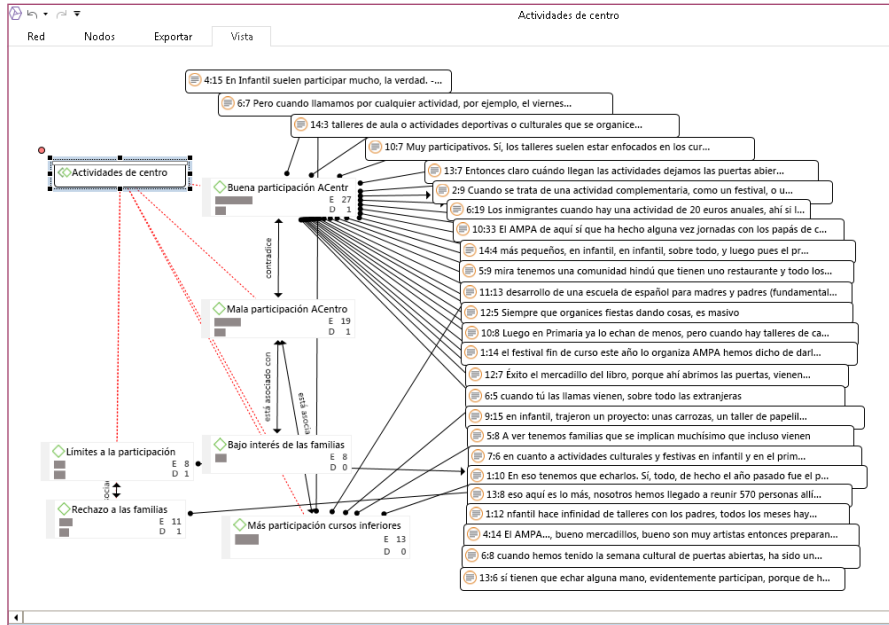 Actividades de centro
Red Nodos Exportar Vista
4:15 En Infantil suelen participar mucho, la verdad. -...
6:7 Pero cuando llamamos por cualquier actividad, por ejemplo, el viernes...
14:3 talleres de aula o actividades deportivas o culturales que se organice...
10:7 Muy participativos. Sí, los talleres suelen estar enfocados en los cur...
13:7 Entonces claro cuándo llegan las actividades dejamos las puertas abier...
Actividades de centro
Buena participación ACentr
E 27
D 1
2:9 Cuando se trata de una actividad complementaria, como un festival, o u...
6:19 Los inmigrantes cuando hay una actividad de 20 euros anuales, ahí si l...
10:33 El AMPA de aquí sí que ha hecho alguna vez jornadas con los papás de c...
14:4 más pequeños, en infantil, en infantil, sobre todo, y luego pues el pr...
contradice
5:9 mira tenemos una comunidad hindú que tienen uno restaurante y todo los...
11:13 desarrollo de una escuela de español para madres y padres (fundamental...
Mala participación ACentro
E 19
D 1
12:5 Siempre que organices fiestas dando cosas, es masivo
10:8 Luego en Primaria ya lo echan de menos, pero cuando hay talleres de ca...
1:14 el festival fin de curso este año lo organiza AMPA hemos dicho de darl...
12:7 Éxito el mercadillo del libro, porque ahí abrimos las puertas, vienen...
está asociado con
está asocia
6:5 cuando tú las llamas vienen, sobre todo las extranjeras
9:15 en infantil, trajeron un proyecto: unas carrozas, un taller de papelil...
5:8 A ver tenemos familias que se implican muchísimo que incluso vienen
Límites a la participación
E 8
D 1
Bajo interés de las familias
E 8
D 0
7:6 en cuanto a actividades culturales y festivas en infantil y en el prim...
1:10 En eso tenemos que echarlos. Sí, todo, de hecho el año pasado fue el p...
13:8 eso aquí es lo más, nosotros hemos llegado a reunir 570 personas allí...
Rechazo a las familias
E 11
D 1
Más participación cursos inferiores
E 13
D 0
1:12 nfantil hace infinidad de talleres con los padres, todos los meses hay...
4:14 El AMPA..., bueno mercadillos, bueno son muy artistas entonces preparan...
6:8 cuando hemos tenido la semana cultural de puertas abiertas, ha sido un...
13:6 sí tienen que echar alguna mano, evidentemente participan, porque de h...